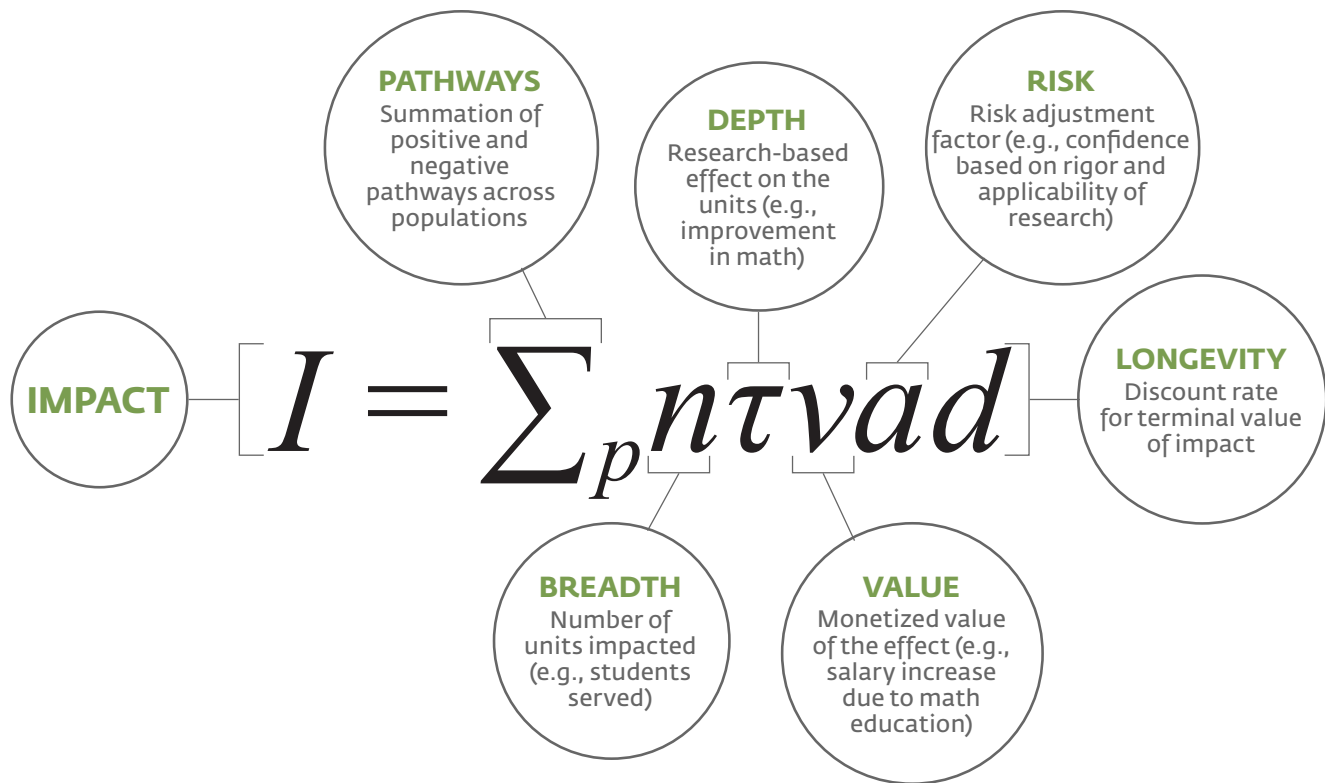 PATHWAYS
Summation of
positive and
negative
pathways across
populations
DEPTH
Research-based
effect on the
units (e.g.,
improvement
in math)
RISK
Risk adjustment
factor (e.g., confidence
based on rigor and
applicability of
research)
IMPACT
I = ∑p nτvad
LONGEVITY
Discount rate
for terminal value
of impact
BREADTH
Number of
units impacted
(e.g., students
served)
VALUE
Monetized value
of the effect (e.g.,
salary increase
due to math
education)